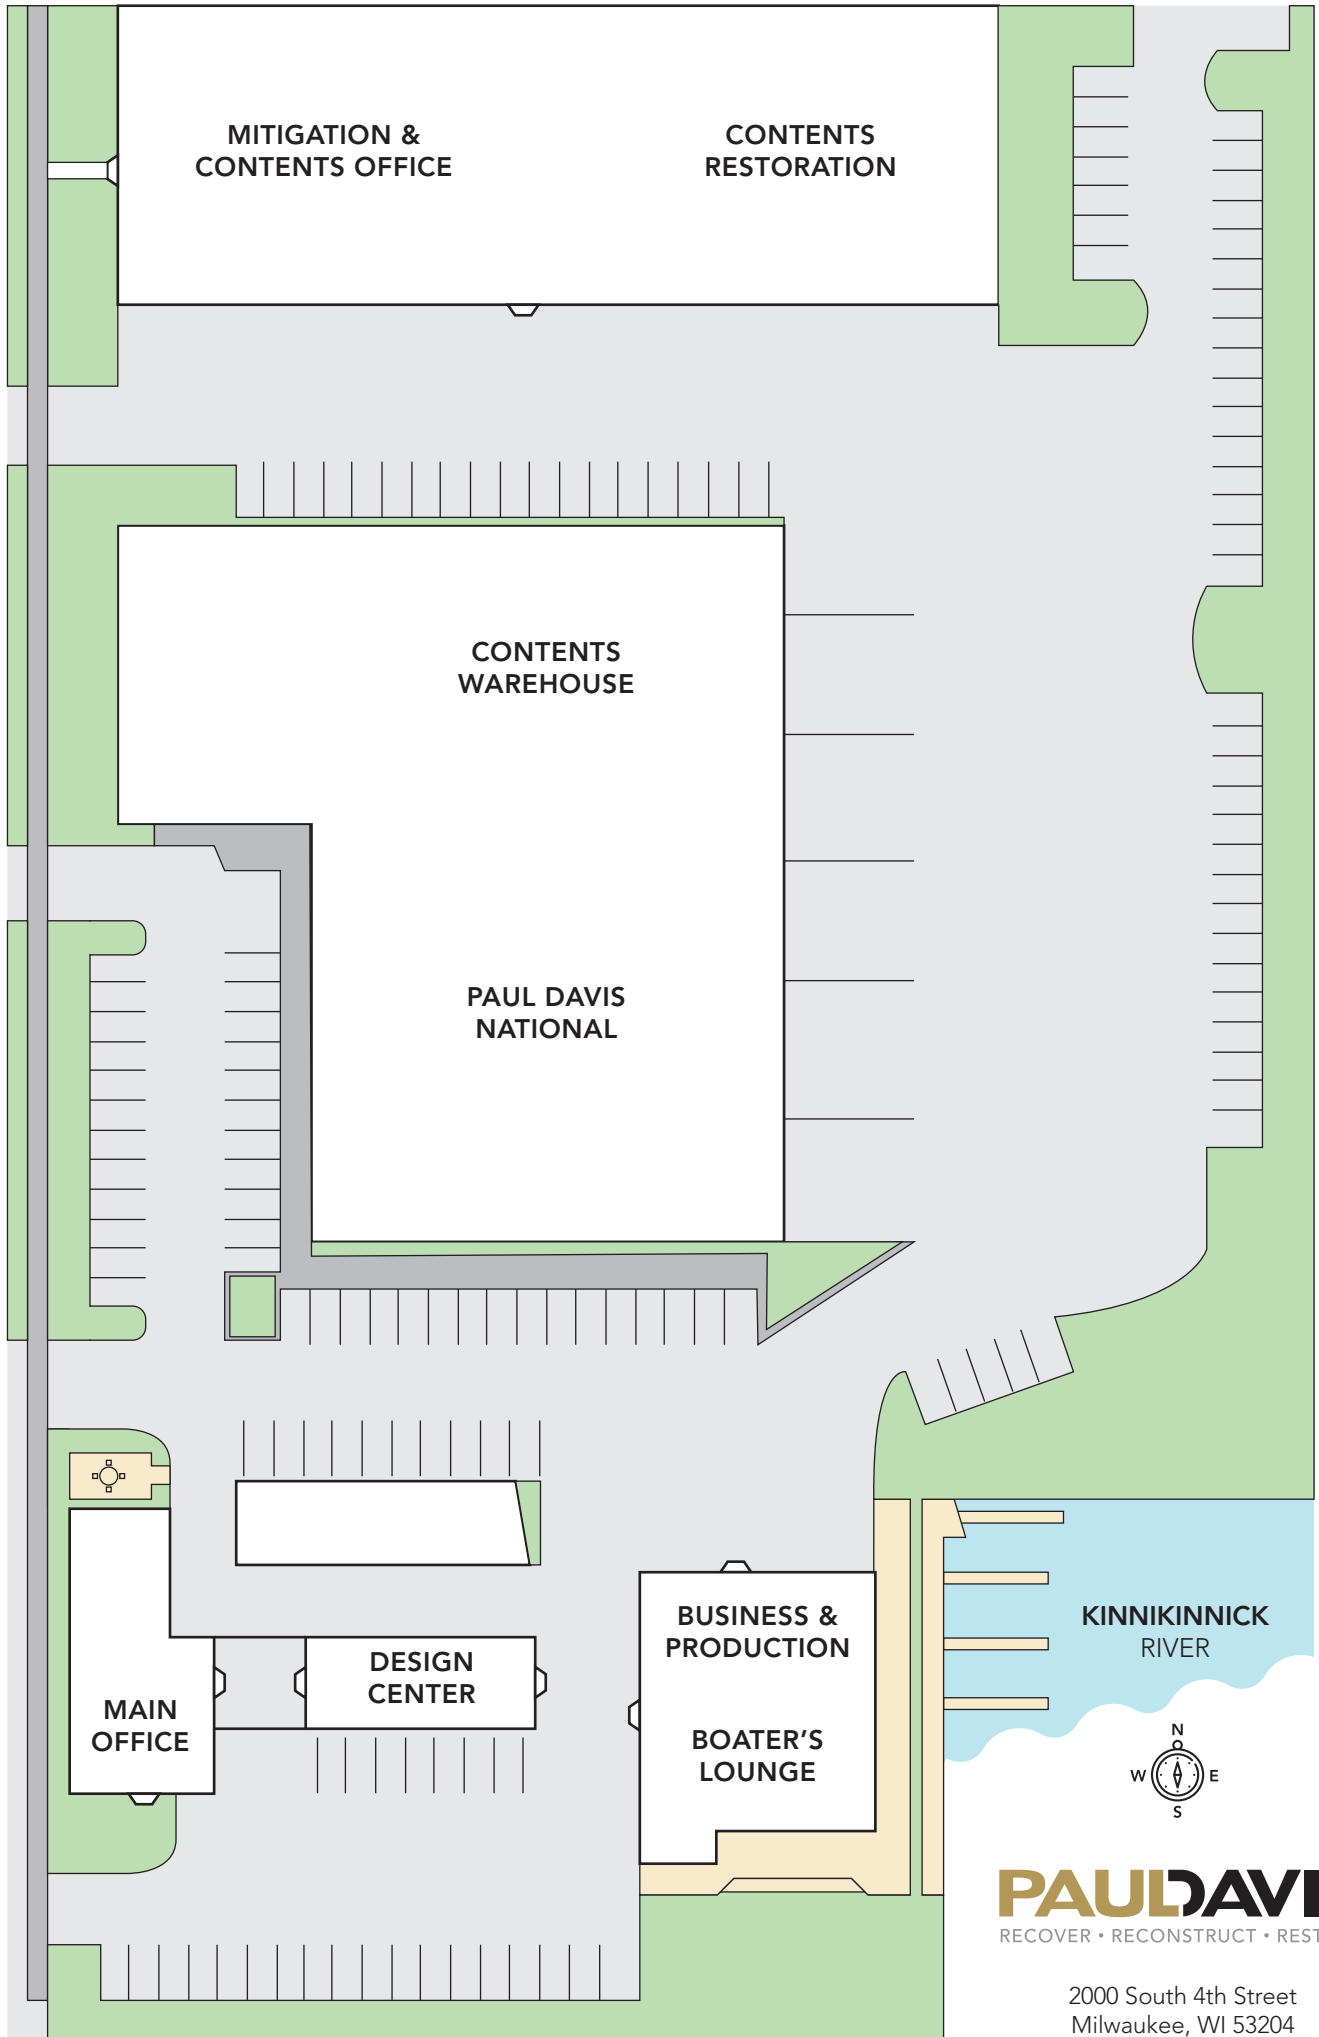 MITIGATION &
CONTENTS OFFICE
CONTENTS
RESTORATION
CONTENTS
WAREHOUSE
PAUL DAVIS
NATIONAL
BUSINESS &
PRODUCTION
BOATER'S
LOUNGE
DESIGN
CENTER
MAIN
OFFICE
KINNIKINNICK
RIVER
N
W E
S
PAULDAVI
RECOVER • RECONSTRUCT • REST
2000 South 4th Street
Milwaukee, WI 53204